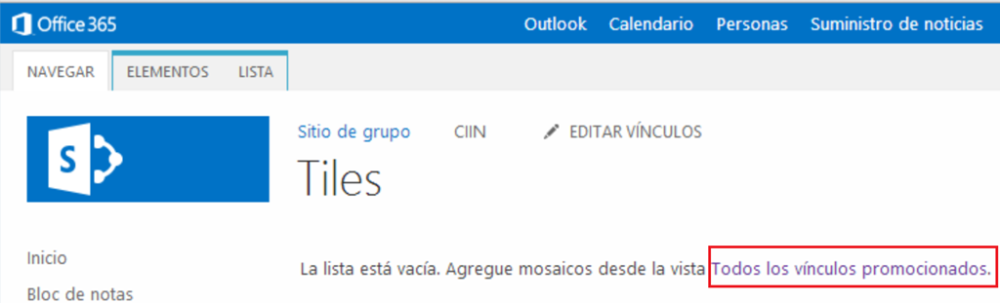 Office 365 Outlook Calendario Personas Suministro de noticias
NAVEGAR ELEMENTOS LISTA
Sitio de grupo CIIN EDITAR VÍNCULOS
S
Tiles
Inicio
La lista está vacía. Agregue mosaicos desde la vista Todos los vínculos promocionados.
Bloc de notas